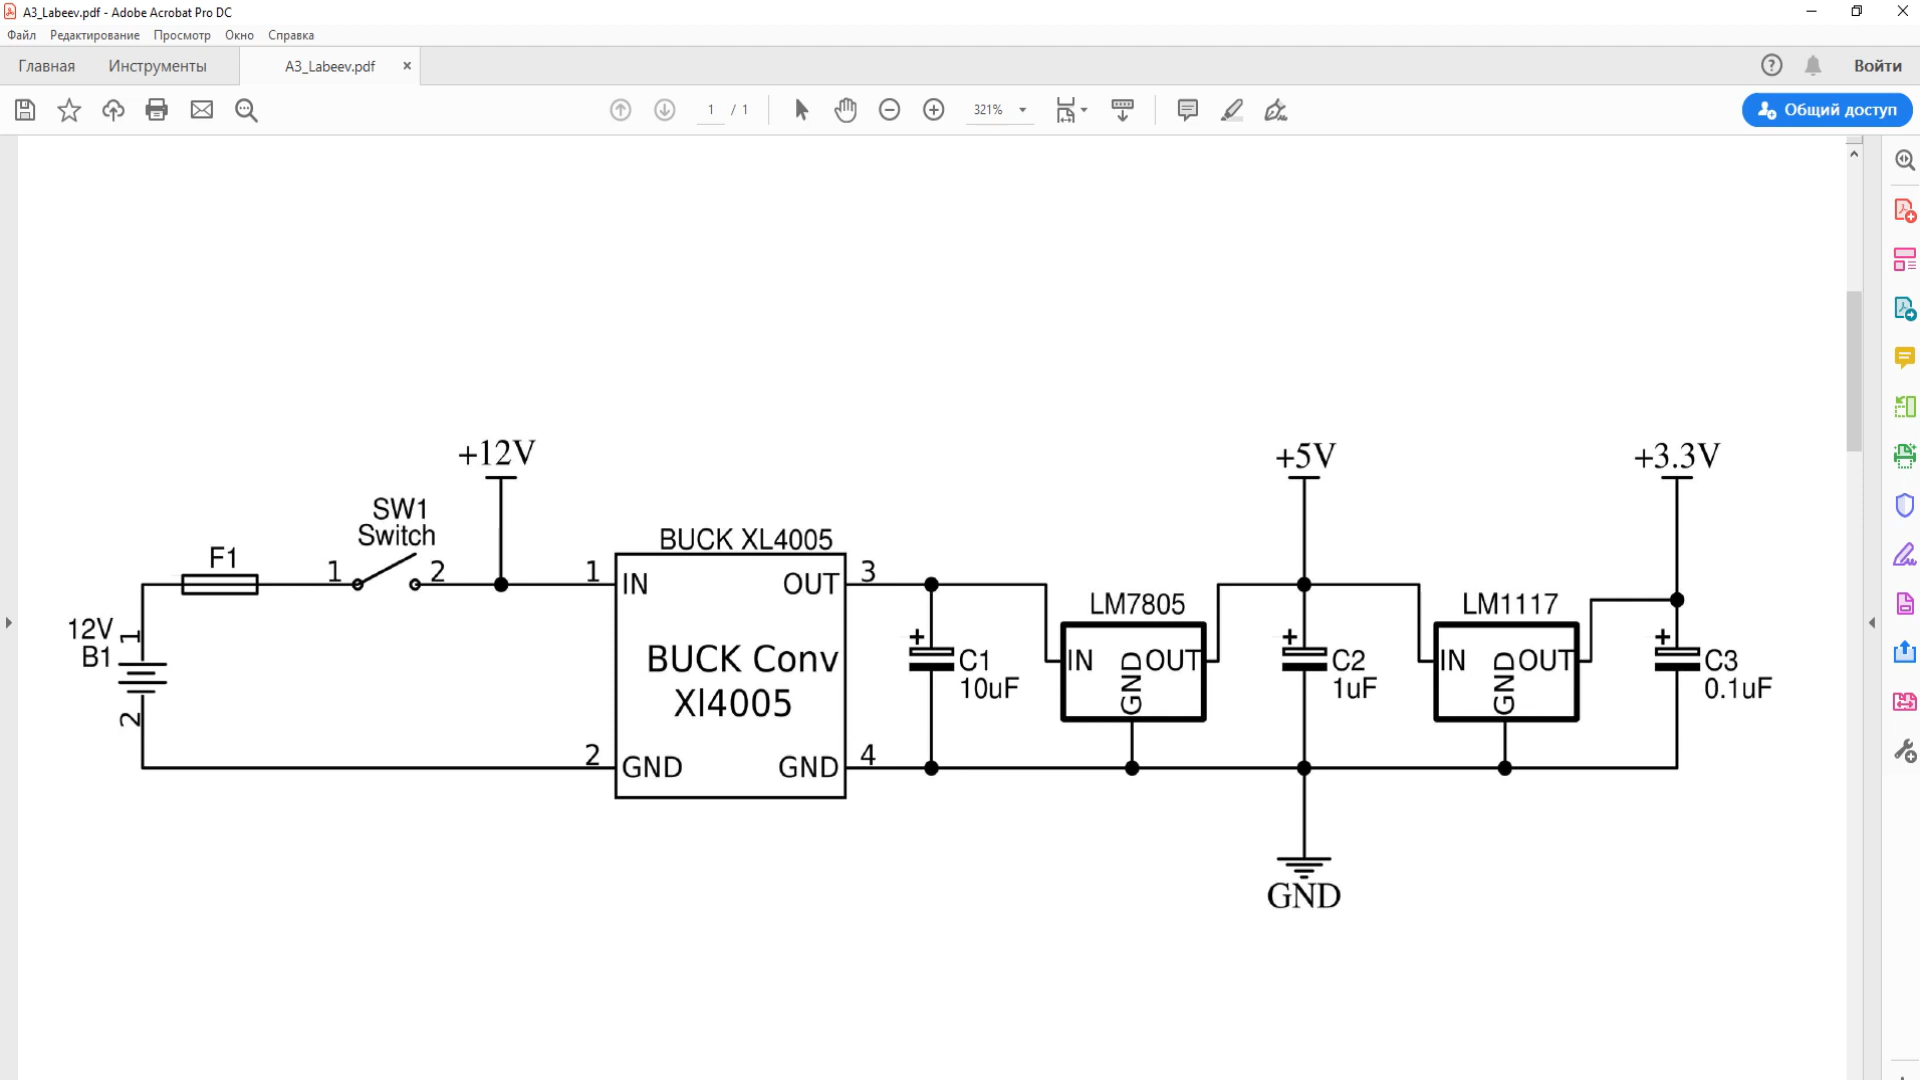 A3_Labeev.pdf - Adobe Acrobat Pro DC
Файл Редактирование Просмотр Окно Справка
Главная Инструменты A3_Labeev.pdf × Войти
1 / 1 321% Общий доступ
+12V +5V +3.3V
SW1
Switch
F1 1 2
BUCK XL4005
1 IN OUT 3
12V 1
B1
2
BUCK Conv
Xl4005
2 GND GND 4
+ C1
10uF
LM7805
IN GND OUT
+ C2
1uF
LM1117
IN GND OUT
+ C3
0.1uF
GND